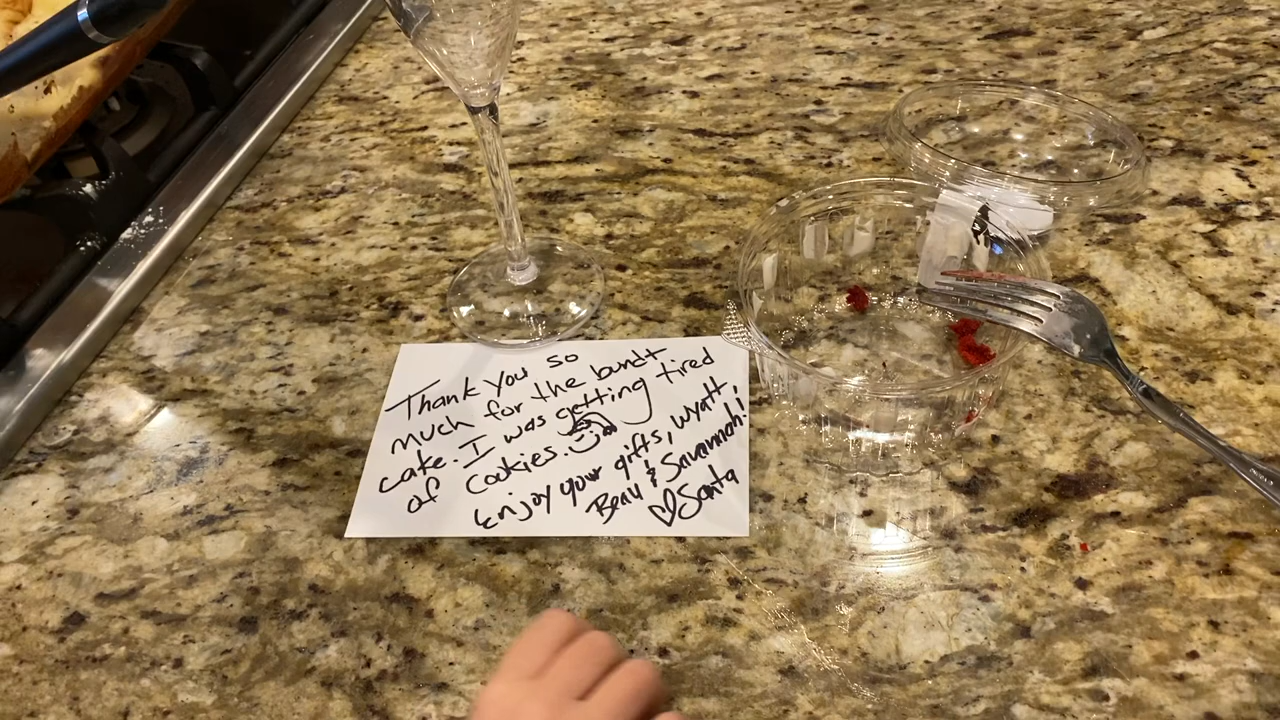 Thank you so
much for the bundt
cake. I was getting tired
of cookies.
Enjoy your gifts, Wyatt,
Beau & Savannah!
Santa